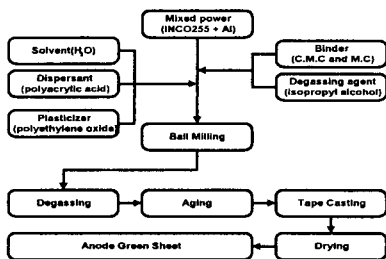 Mixed power
(INCO255 + Al)
Solvent(H₂O)
Dispersant
(polyacrytic acid)
Plasticizer
(polyethylene oxide)
Binder
(C.M.C and M.C)
Degassing agent
(isopropyl alcohol)
Ball Milling
Degassing
Aging
Tape Casting
Anode Green Sheet
Drying